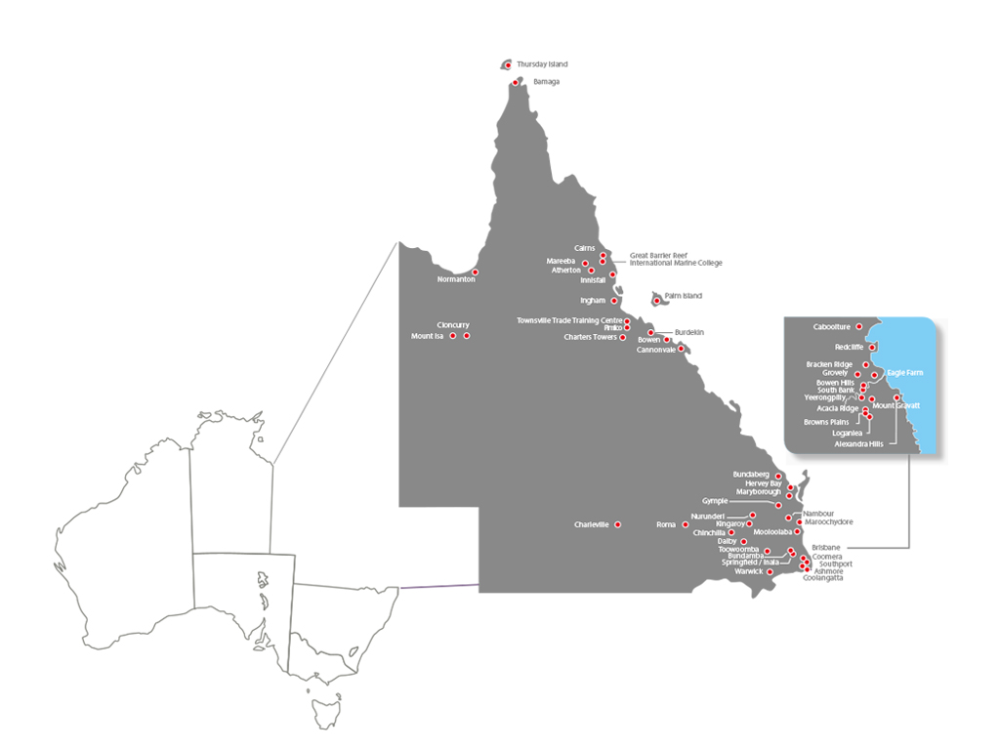 Thursday Island
Bamaga
Cairns
Great Barrier Reef
International Marine College
Mareeba
Atherton
Innisfail
Normanton
Ingham
Palm Island
Townsville Trade Training Centre
Pimlico
Burdekin
Cloncurry
Mount Isa
Charters Towers
Bowen
Cannonvale
Caboolture
Redcliffe
Bracken Ridge
Grovely
Eagle Farm
Bowen Hills
South Bank
Yeerongpilly
Mount Gravatt
Acacia Ridge
Browns Plains
Loganlea
Alexandra Hills
Bundaberg
Hervey Bay
Maryborough
Gympie
Nurunderi
Nambour
Kingaroy
Maroochydore
Charleville
Roma
Chinchilla
Mooloolaba
Dalby
Toowoomba
Brisbane
Bundamba
Coomera
Springfield / Inala
Southport
Warwick
Ashmore
Coolangatta